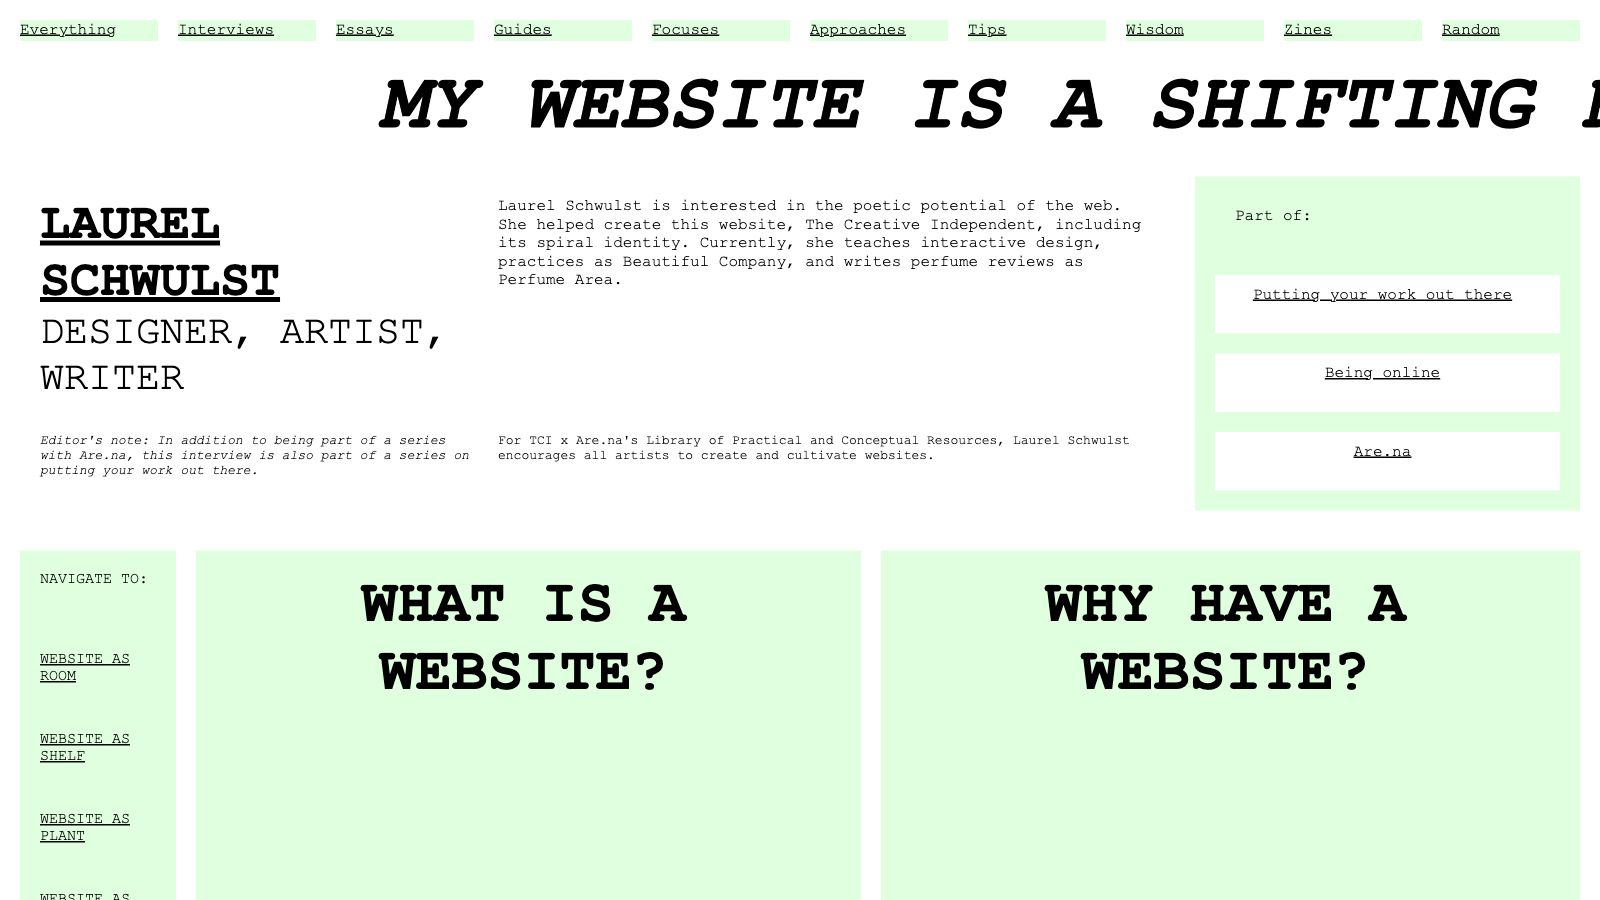 Everything Interviews Essays Guides Focuses Approaches Tips Wisdom Zines Random
MY WEBSITE IS A SHIFTING
LAUREL
SCHWULST
DESIGNER, ARTIST,
WRITER
Laurel Schwulst is interested in the poetic potential of the web.
She helped create this website, The Creative Independent, including
its spiral identity. Currently, she teaches interactive design,
practices as Beautiful Company, and writes perfume reviews as
Perfume Area.
Editor's note: In addition to being part of a series
with Are.na, this interview is also part of a series on
putting your work out there.
For TCI x Are.na's Library of Practical and Conceptual Resources, Laurel Schwulst
encourages all artists to create and cultivate websites.
Part of:
Putting your work out there
Being online
Are.na
NAVIGATE TO:
WEBSITE AS
ROOM
WEBSITE AS
SHELF
WEBSITE AS
PLANT
WEBSITE AS
WHAT IS A
WEBSITE?
WHY HAVE A
WEBSITE?